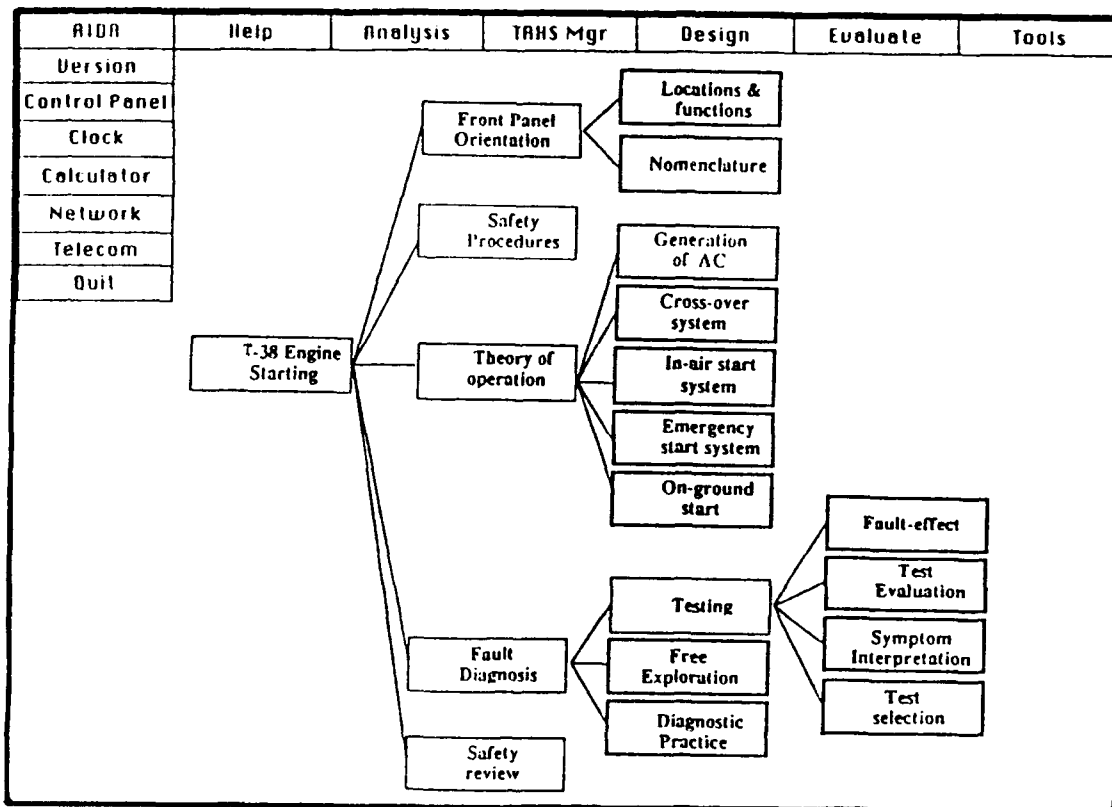 AIDA Help Analysis TRHS Mgr Design Evaluate Tools
Version
Control Panel
Clock
Calculator
Network
Telecom
Quit
T-38 Engine
Starting
Front Panel
Orientation
Locations &
functions
Nomenclature
Safety
Procedures
Theory of
operation
Generation
of AC
Cross-over
system
In-air start
system
Emergency
start system
On-ground
start
Fault
Diagnosis
Testing
Fault-effect
Test
Evaluation
Symptom
Interpretation
Test
selection
Free
Exploration
Diagnostic
Practice
Safety
review